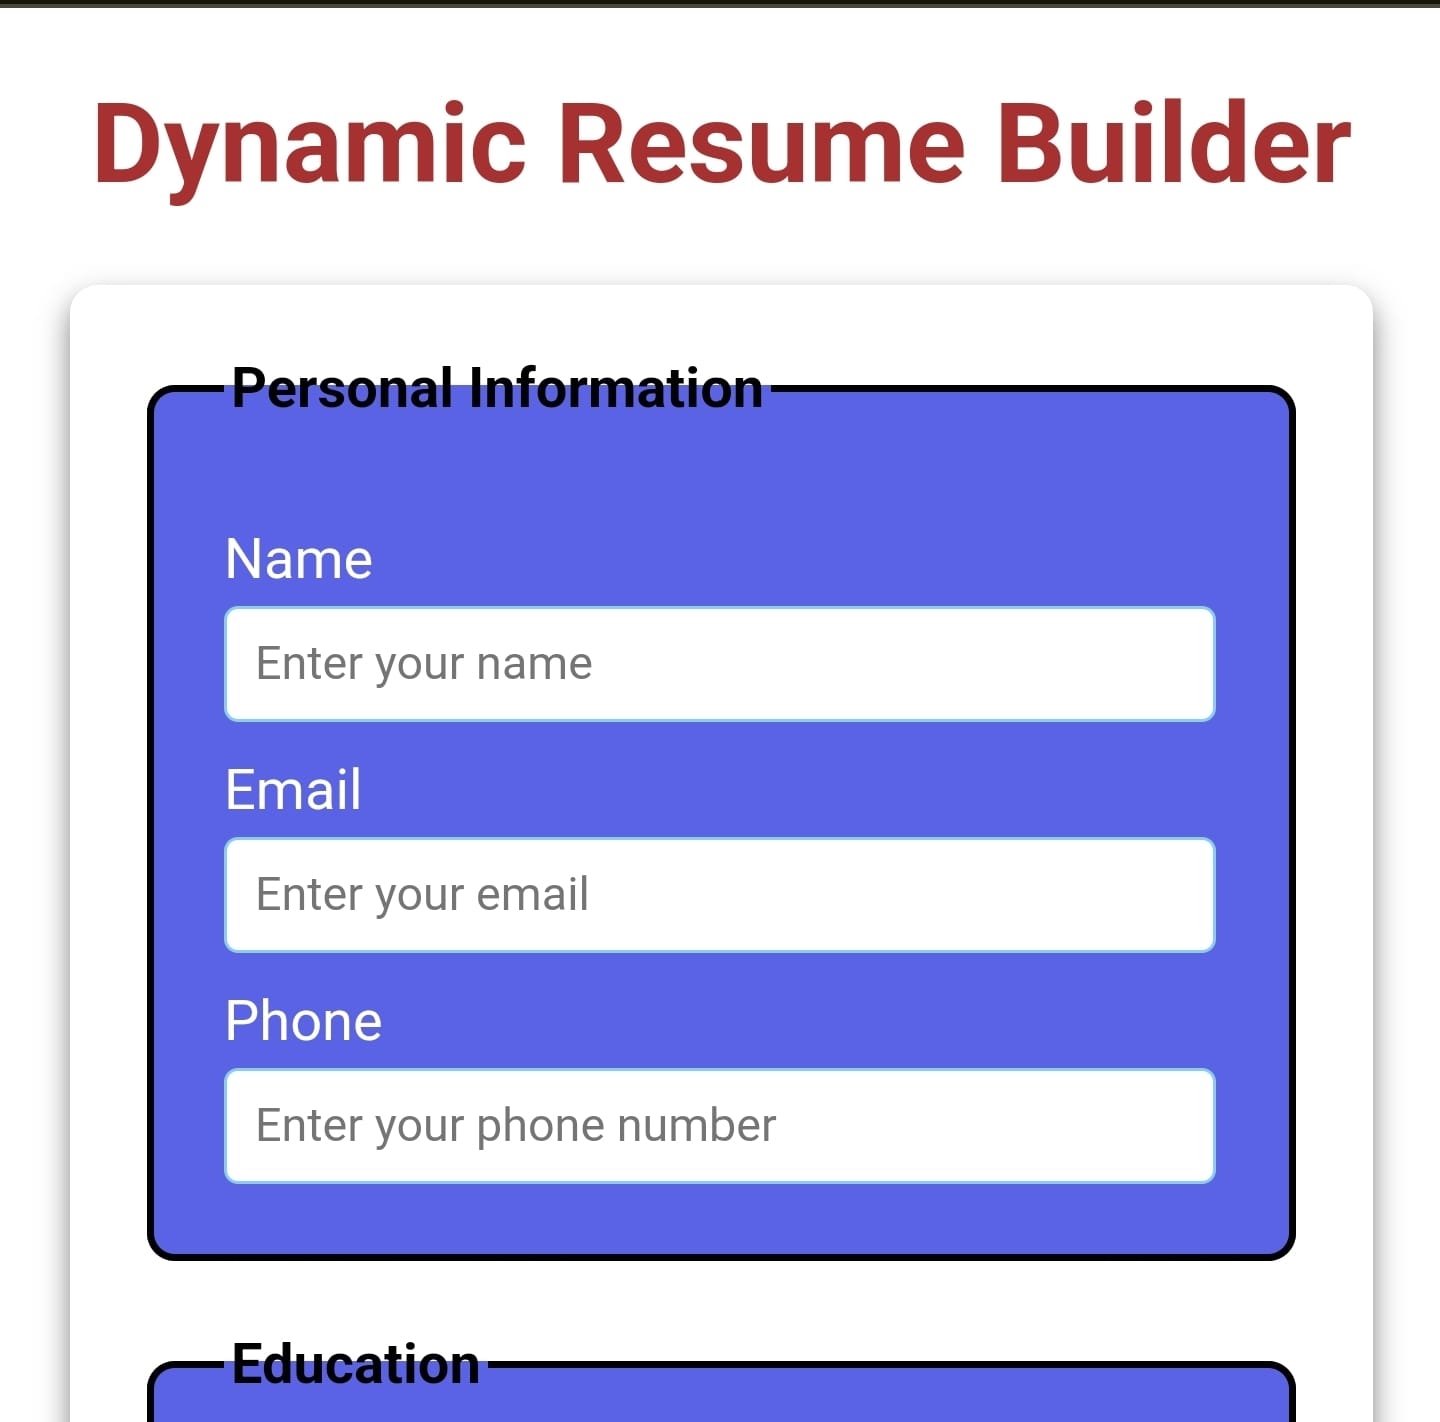 Dynamic Resume Builder
Personal Information
Name
Enter your name
Email
Enter your email
Phone
Enter your phone number
Education